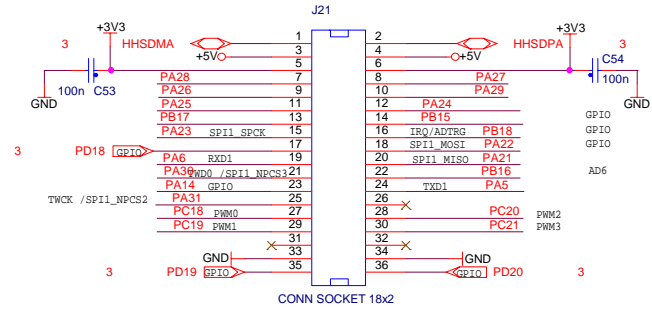 J21
+3V3 +3V3
3 HHSDMA 1 2 HHSDPA 3
+5V 3 4 +5V
5 6
C54
100n C53 PA28 7 8 PA27 100n
GND PA26 9 10 PA29 GND
PA25 11 12 PA24
PB17 13 14 PB15 GPIO
PA23 SPI1_SPCK 15 16 IRQ/ADTRG PB18 GPIO
3 PD18 GPIO 17 18 SPI1_MOSI PA22 GPIO
PA6 RXD1 19 20 SPI1_MISO PA21
PA30 TWD0 /SPI1_NPCS3 21 22 PB16 AD6
PA14 GPIO 23 24 TXD1 PA5
TWCK /SPI1_NPCS2 PA31 25 26
PC18 PWM0 27 28 PC20 PWM2
PC19 PWM1 29 30 PC21 PWM3
31 32
GND 33 34 GND
3 PD19 GPIO 35 36 GPIO PD20 3
CONN SOCKET 18x2